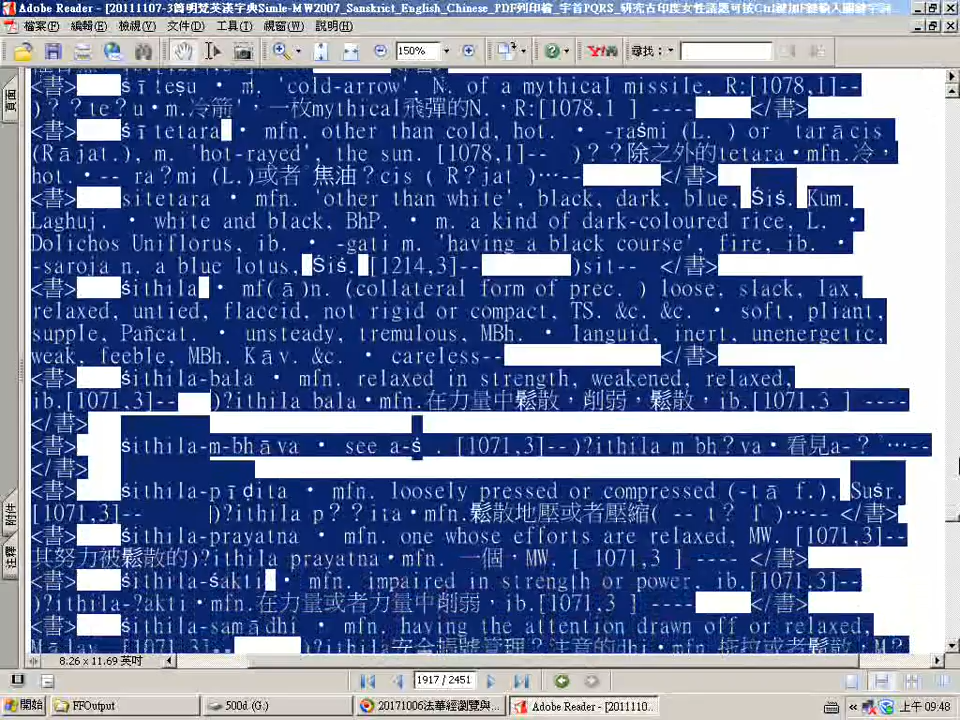 Adobe Reader - [20111107-3簡明梵英漢字典Simle-MW2007_Sanskrict_English_Chinese_PDF列印檔_字首PQRS_研究古印度女性議題可按Ctrl鍵加F鍵輸入關鍵字詞
檔案(F) 編輯(E) 檢視(V) 文件(D) 工具(T) 視窗(W) 說明(H)
150% 尋找：
頁面
附件
注釋
<書> śīteṣu • m. 'cold-arrow', N. of a mythical missile, R:[1078,1]--
)??te?u•m.冷箭', 一枚mythical飛彈的N. R:[1078,1 ] ---- </書>
<書> śītetara • mfn. other than cold, hot. • -raśmi (L. ) or tarācis
(Rājat.), m. 'hot-rayed', the sun. [1078,1]-- )??除之外的tetara•mfn.冷，
hot.•-- ra?mi (L.)或者 焦油?cis ( R?jat )…-- </書>
<書> sitetara • mfn. 'other than white', black, dark. blue, Śiś. Kum.
Laghuj. • white and black, BhP. • m. a kind of dark-coloured rice, L. •
Dolichos Uniflorus, ib. • -gati m. 'having a black course', fire, ib. •
-saroja n. a blue lotus, Śiś. [1214,3]-- )sit-- </書>
<書> śithila • mf(ā)n. (collateral form of prec. ) loose, slack, lax,
relaxed, untied, flaccid, not rigid or compact, TS. &c. &c. • soft, pliant,
supple, Pañcat. • unsteady, tremulous, MBh. • languid, inert, unenergetic,
weak, feeble, MBh. Kāv. &c. • careless-- </書>
<書> śithila-bala • mfn. relaxed in strength, weakened, relaxed,
ib.[1071,3]-- )?ithila bala•mfn.在力量中鬆散，削弱，鬆散，ib.[1071,3 ] ----
</書>
<書> śithila-m-bhāva • see a-ś . [1071,3]--)?ithila m bh?va•看見a-?˙…--
</書>
<書> śithila-pīḍita • mfn. loosely pressed or compressed (-tā f.), Suśr.
[1071,3]-- )?ithila p??ita•mfn.鬆散地壓或者壓縮( -- t? f )…-- </書>
<書> śithila-prayatna • mfn. one whose efforts are relaxed, MW. [1071,3]--
其努力被鬆散的)?ithila prayatna•mfn. 一個，MW. [ 1071,3 ] ---- </書>
<書> śithila-śakti • mfn. impaired in strength or power. ib.[1071,3]--
)?ithila-?akti•mfn.在力量或者力量中削弱，ib.[1071,3 ] ---- </書>
<書> śithila-samādhi • mfn. having the attention drawn off or relaxed,
8.26 x 11.69 英吋
1917 / 2451
開始 FFOutput 500d (G:) 20171006法華經瀏覽與... Adobe Reader - [2011110... « 上午 09:48